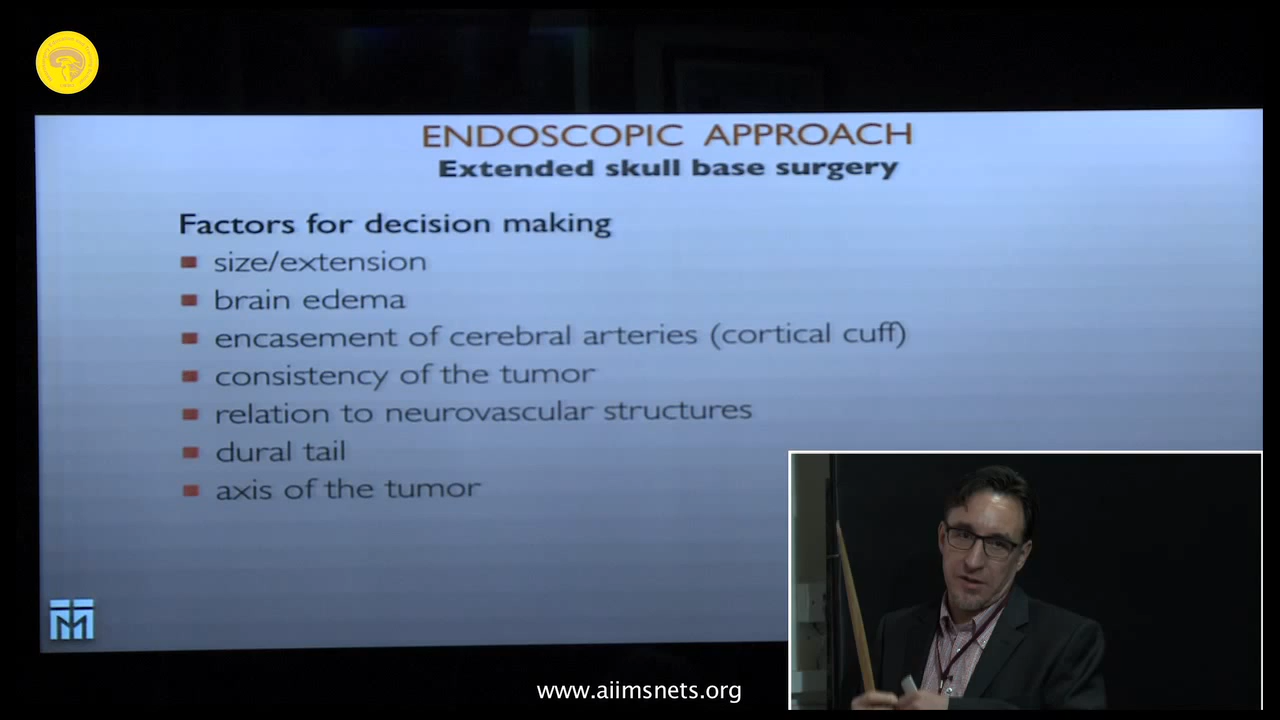 ENDOSCOPIC APPROACH
Extended skull base surgery
Factors for decision making
size/extension
brain edema
encasement of cerebral arteries (cortical cuff)
consistency of the tumor
relation to neurovascular structures
dural tail
axis of the tumor
www.aiimsnets.org